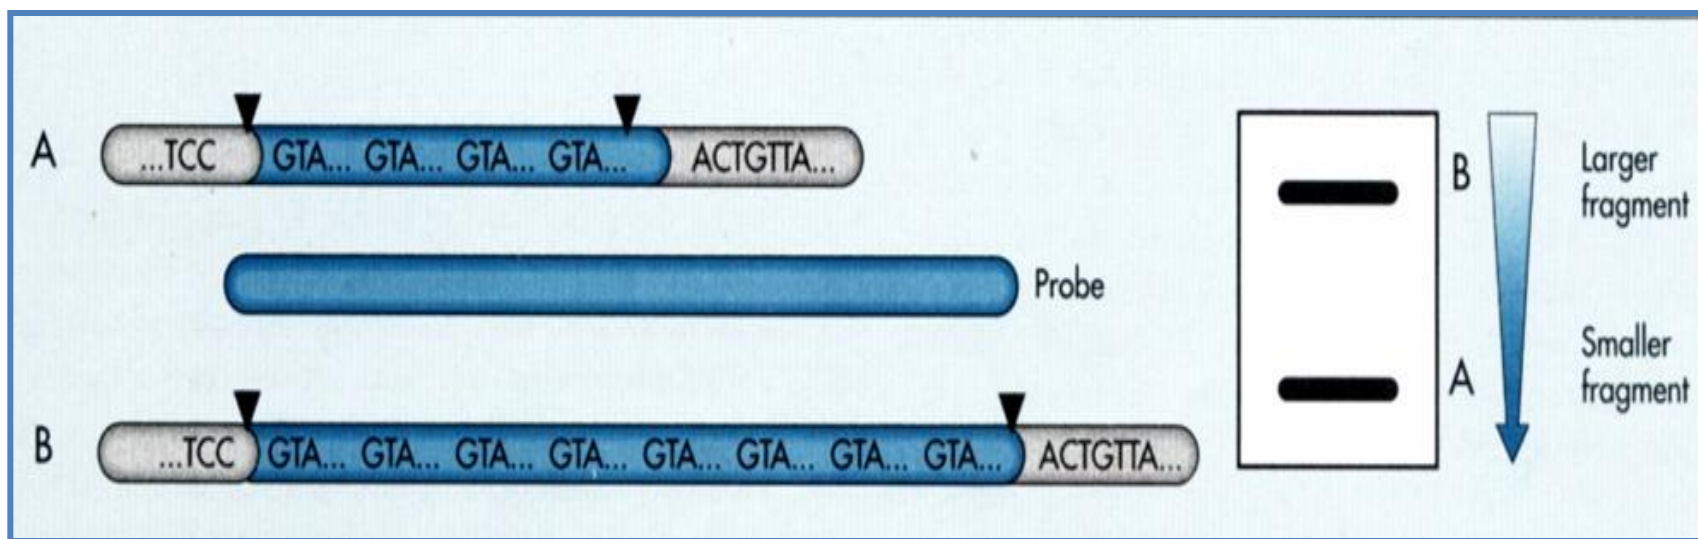 A
...TCC GTA... GTA... GTA... GTA... ACTGTTA...
Probe
B
...TCC GTA... GTA... GTA... GTA... GTA... GTA... GTA... GTA... ACTGTTA...
B
Larger
fragment
A
Smaller
fragment